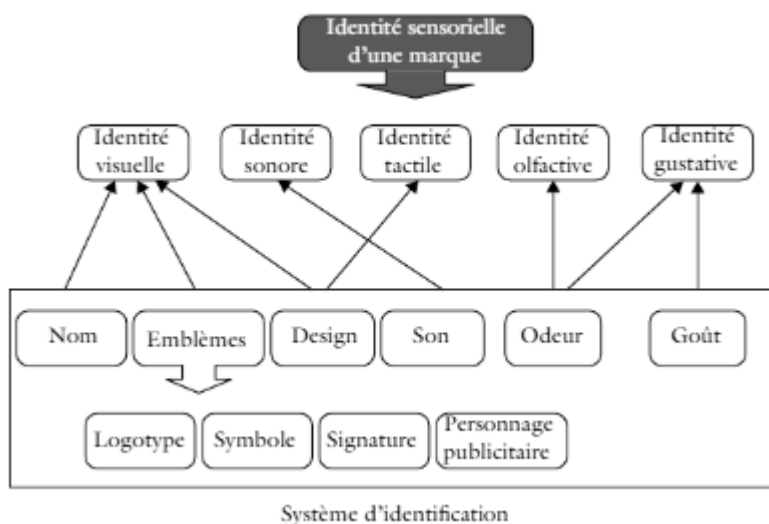 Identité sensorielle
d'une marque
Identité
visuelle
Identité
sonore
Identité
tactile
Identité
olfactive
Identité
gustative
Nom
Emblèmes
Design
Son
Odeur
Goût
Logotype
Symbole
Signature
Personnage
publicitaire
Système d'identification